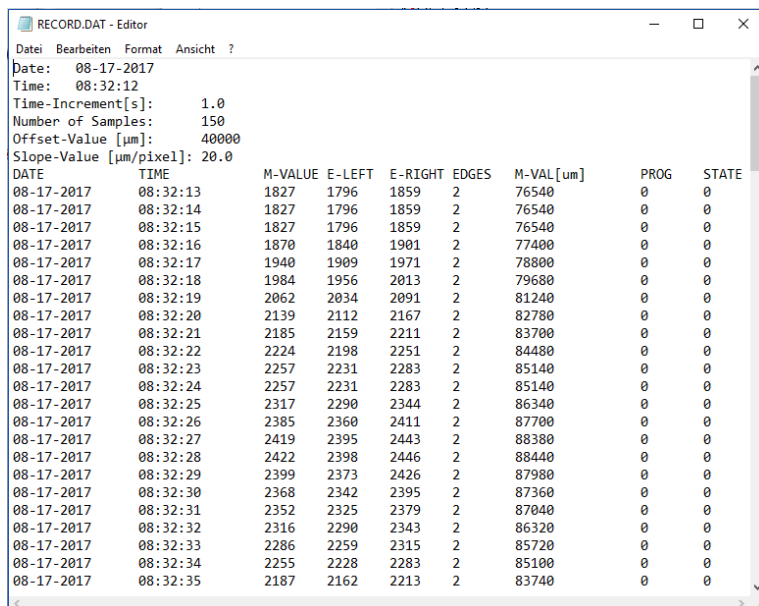 RECORD.DAT - Editor
Datei Bearbeiten Format Ansicht ?
Date: 08-17-2017
Time: 08:32:12
Time-Increment[s]: 1.0
Number of Samples: 150
Offset-Value [µm]: 40000
Slope-Value [µm/pixel]: 20.0
DATE TIME M-VALUE E-LEFT E-RIGHT EDGES M-VAL[um] PROG STATE
08-17-2017 08:32:13 1827 1796 1859 2 76540 0 0
08-17-2017 08:32:14 1827 1796 1859 2 76540 0 0
08-17-2017 08:32:15 1827 1796 1859 2 76540 0 0
08-17-2017 08:32:16 1870 1840 1901 2 77400 0 0
08-17-2017 08:32:17 1940 1909 1971 2 78800 0 0
08-17-2017 08:32:18 1984 1956 2013 2 79680 0 0
08-17-2017 08:32:19 2062 2034 2091 2 81240 0 0
08-17-2017 08:32:20 2139 2112 2167 2 82780 0 0
08-17-2017 08:32:21 2185 2159 2211 2 83700 0 0
08-17-2017 08:32:22 2224 2198 2251 2 84480 0 0
08-17-2017 08:32:23 2257 2231 2283 2 85140 0 0
08-17-2017 08:32:24 2257 2231 2283 2 85140 0 0
08-17-2017 08:32:25 2317 2290 2344 2 86340 0 0
08-17-2017 08:32:26 2385 2360 2411 2 87700 0 0
08-17-2017 08:32:27 2419 2395 2443 2 88380 0 0
08-17-2017 08:32:28 2422 2398 2446 2 88440 0 0
08-17-2017 08:32:29 2399 2373 2426 2 87980 0 0
08-17-2017 08:32:30 2368 2342 2395 2 87360 0 0
08-17-2017 08:32:31 2352 2325 2379 2 87040 0 0
08-17-2017 08:32:32 2316 2290 2343 2 86320 0 0
08-17-2017 08:32:33 2286 2259 2315 2 85720 0 0
08-17-2017 08:32:34 2255 2228 2283 2 85100 0 0
08-17-2017 08:32:35 2187 2162 2213 2 83740 0 0